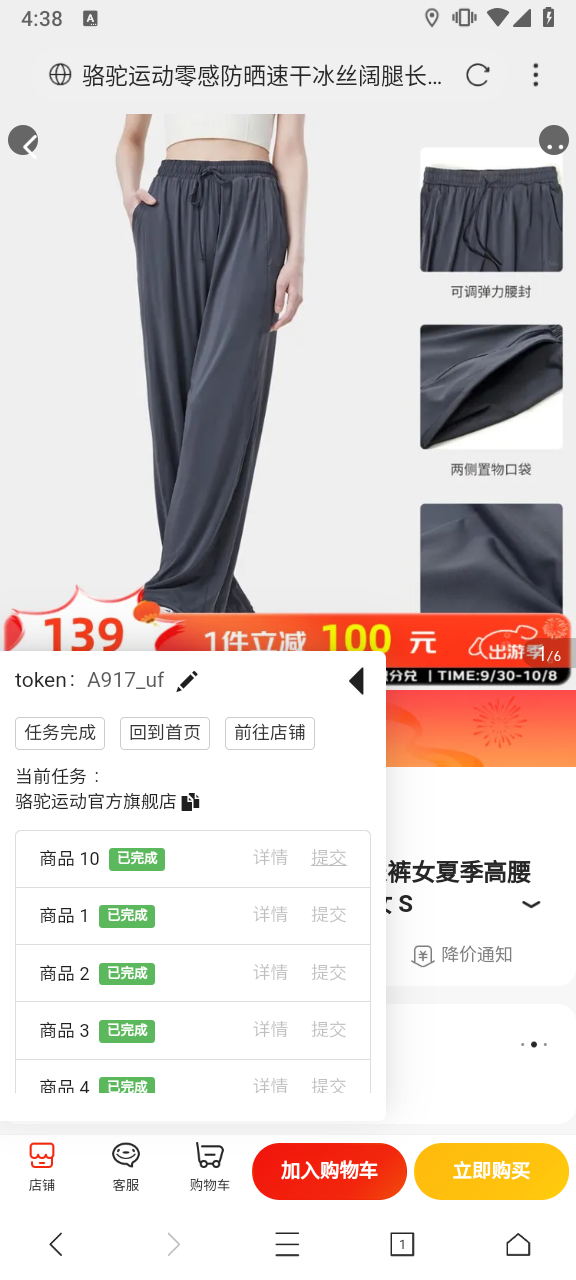 4:38
A
骆驼运动零感防晒速干冰丝阔腿长...
可调弹力腰封
两侧置物口袋
139
1件立减 100 元
出游季
1/6
TIME:9/30-10/8
token: A917_uf
任务完成
回到首页
前往店铺
当前任务：
骆驼运动官方旗舰店
商品 10 已完成 详情 提交
商品 1 已完成 详情 提交
商品 2 已完成 详情 提交
商品 3 已完成 详情 提交
商品 4 已完成 详情 提交
裤女夏季高腰
S
降价通知
店铺
客服
购物车
加入购物车
立即购买
1